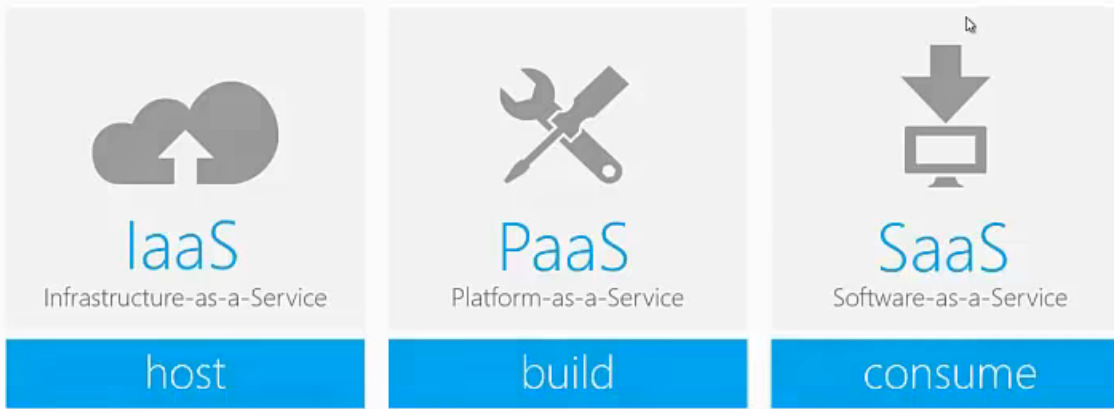 IaaS
Infrastructure-as-a-Service
host
PaaS
Platform-as-a-Service
build
SaaS
Software-as-a-Service
consume